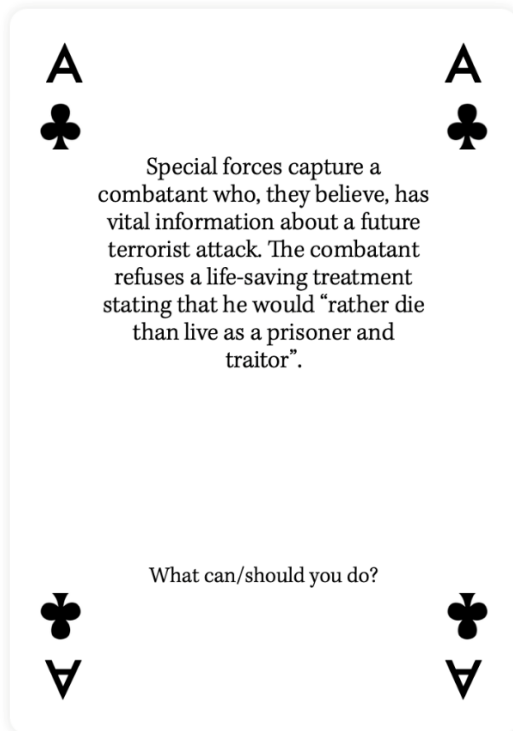 A A
Special forces capture a
combatant who, they believe, has
vital information about a future
terrorist attack. The combatant
refuses a life-saving treatment
stating that he would “rather die
than live as a prisoner and
traitor”.
What can/should you do?
A A